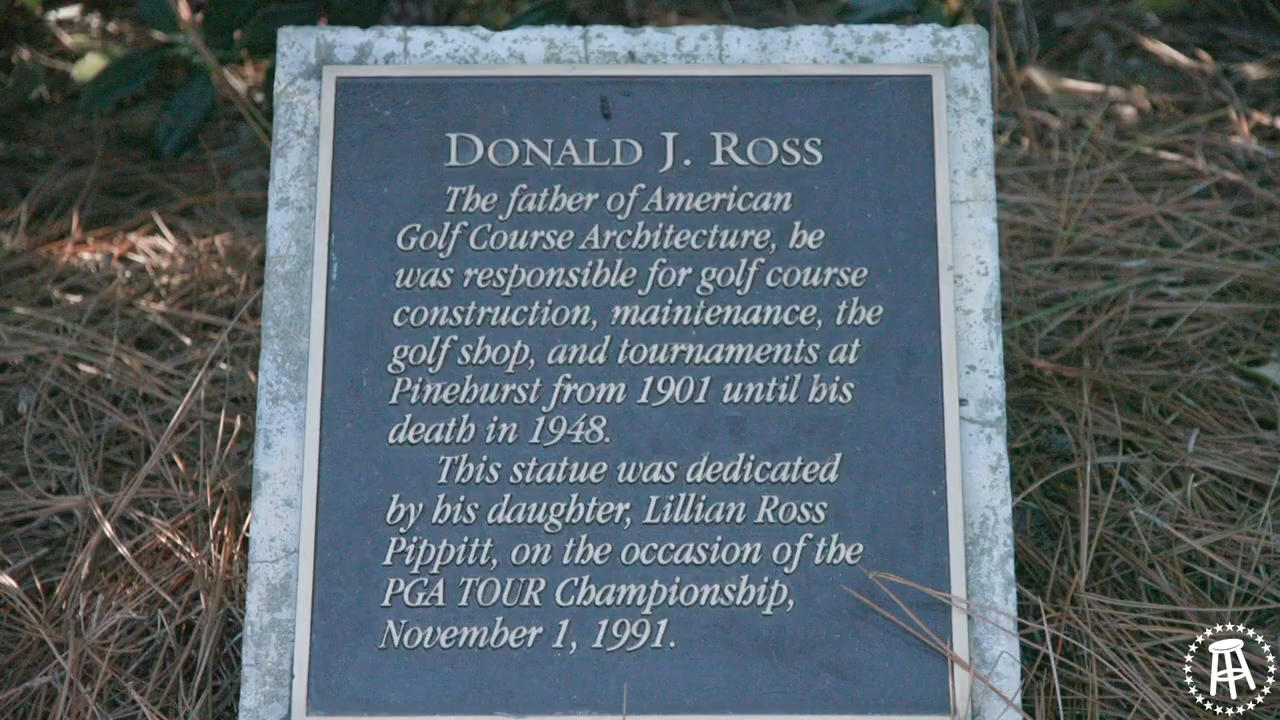 DONALD J. ROSS
The father of American
Golf Course Architecture, he
was responsible for golf course
construction, maintenance, the
golf shop, and tournaments at
Pinehurst from 1901 until his
death in 1948.
This statue was dedicated
by his daughter, Lillian Ross
Pippitt, on the occasion of the
PGA TOUR Championship,
November 1, 1991.